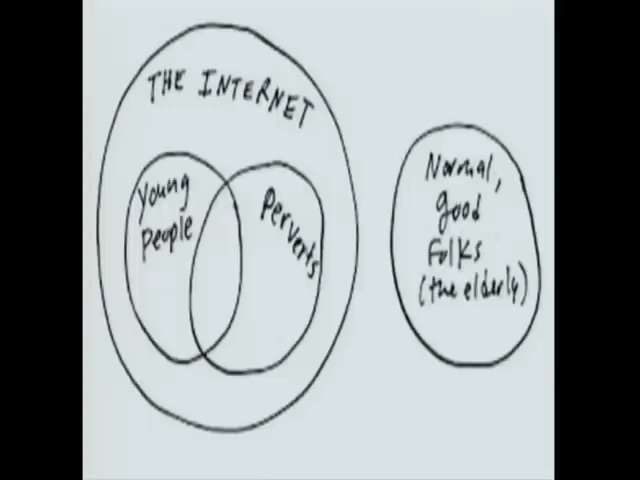 THE INTERNET
Young
People
Perverts
Normal,
good
Folks
(the elderly)